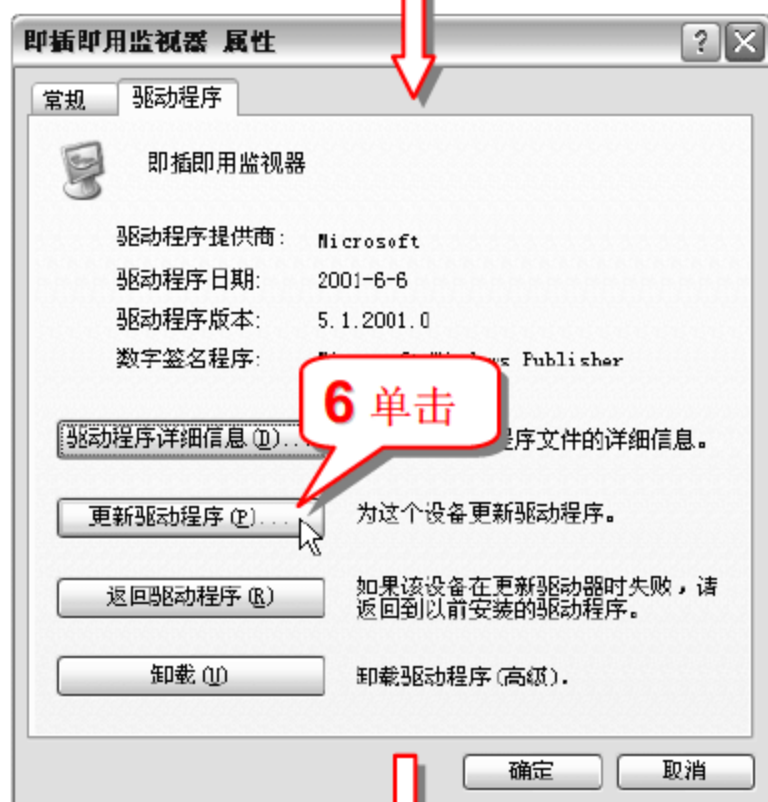 即插即用监视器 属性
常规 驱动程序
即插即用监视器
驱动程序提供商: Microsoft
驱动程序日期: 2001-6-6
驱动程序版本: 5.1.2001.0
数字签名程序: Publisher
6 单击
驱动程序详细信息(D)... 程序文件的详细信息。
更新驱动程序(P)... 为这个设备更新驱动程序。
返回驱动程序(R) 如果该设备在更新驱动器时失败，请
返回到以前安装的驱动程序。
卸载(U) 卸载驱动程序(高级).
确定 取消